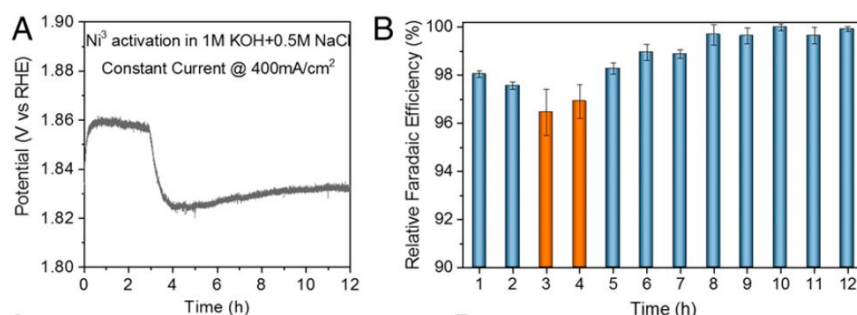 A
Ni³ activation in 1M KOH+0.5M NaCl
Constant Current @ 400mA/cm²
Potential (V vs RHE)
1.90
1.88
1.86
1.84
1.82
1.80
0 2 4 6 8 10 12
Time (h)
B
Relative Faradaic Efficiency (%)
100
98
96
94
92
90
1 2 3 4 5 6 7 8 9 10 11 12
Time (h)